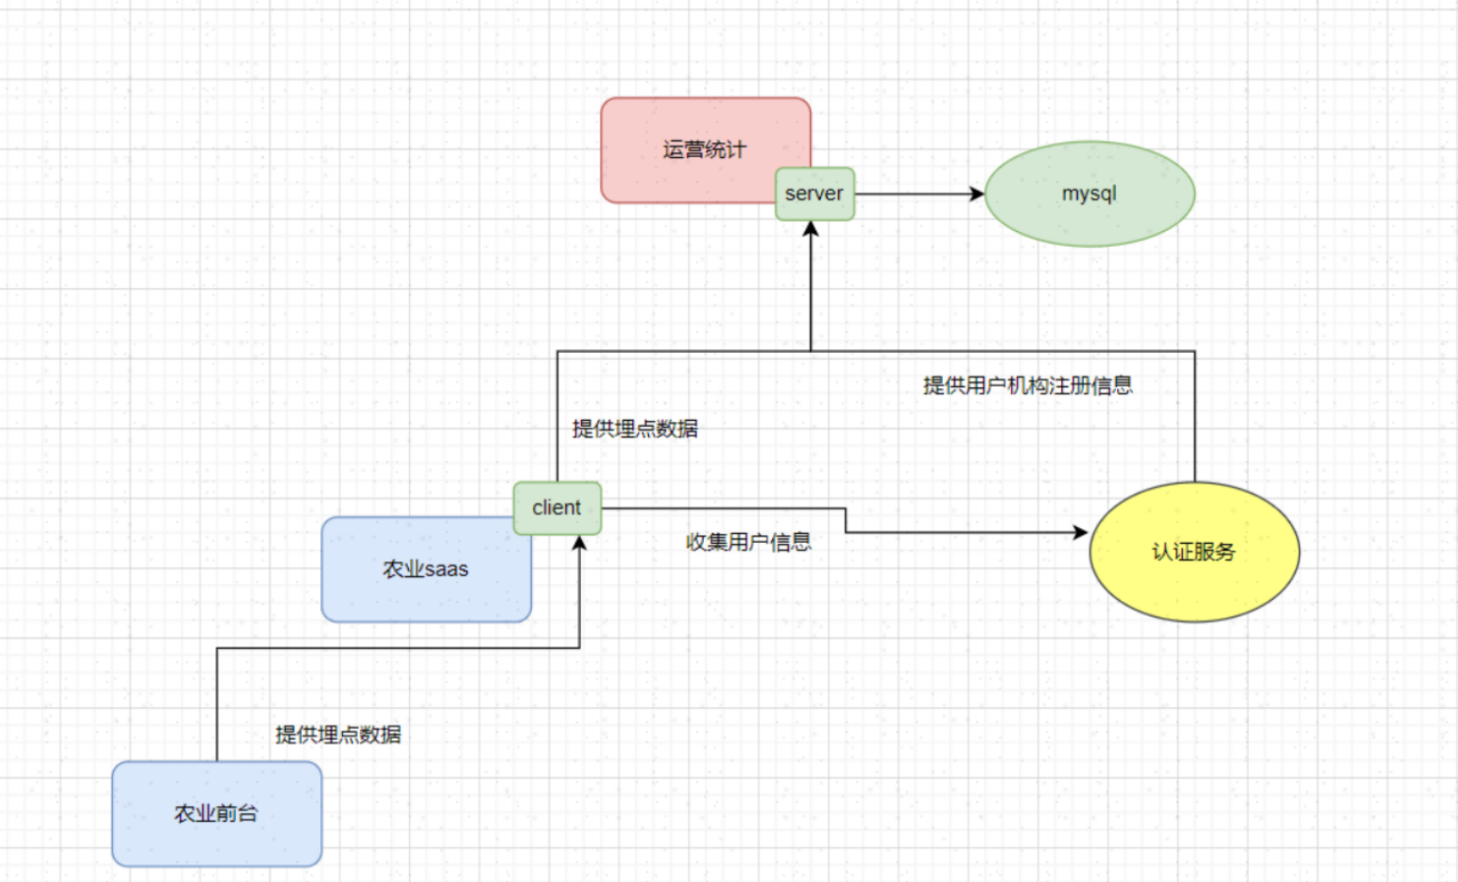 运营统计
server
mysql
提供用户机构注册信息
提供埋点数据
client
收集用户信息
认证服务
农业saas
提供埋点数据
农业前台